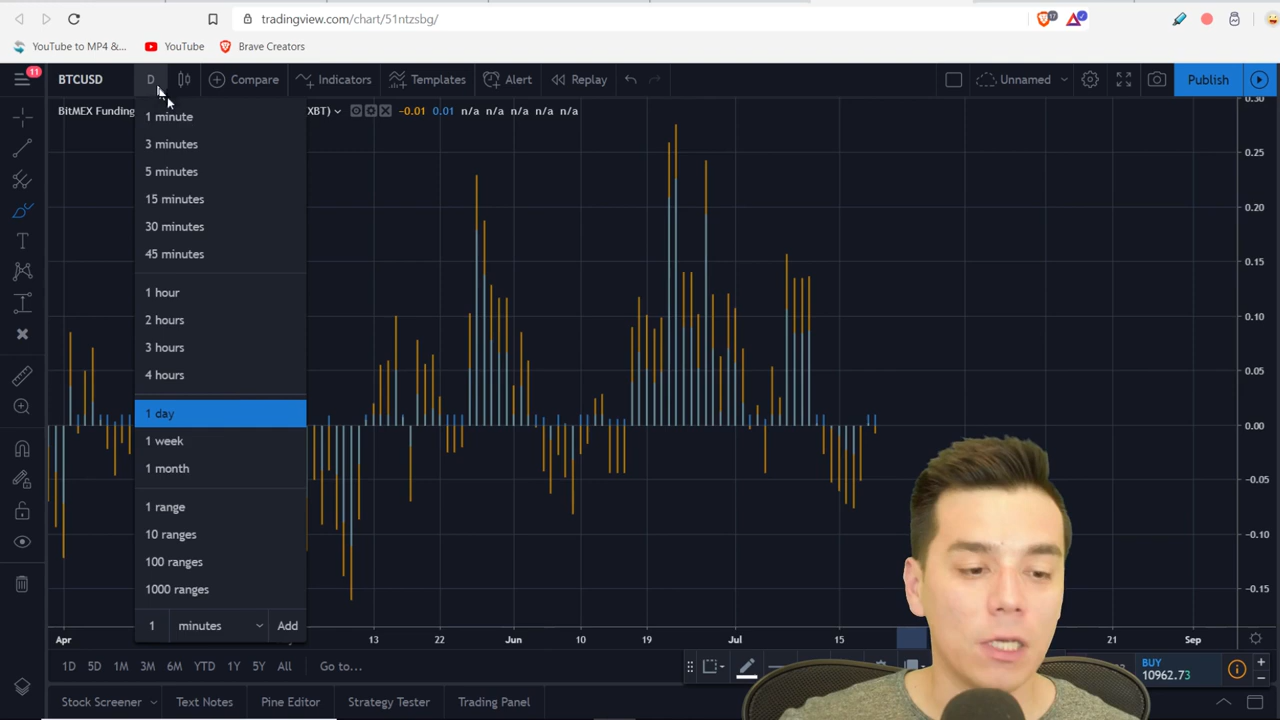 tradingview.com/chart/51ntzsbg/
17
YouTube to MP4 &...
YouTube
Brave Creators
11
BTCUSD
D
Compare
Indicators
Templates
Alert
Replay
Unnamed
Publish
BitMEX Funding
XBT)
-0.01 0.01 n/a n/a n/a n/a n/a
1 minute
3 minutes
5 minutes
15 minutes
30 minutes
45 minutes
1 hour
2 hours
3 hours
4 hours
1 day
1 week
1 month
1 range
10 ranges
100 ranges
1000 ranges
1 minutes Add
0.30
0.25
0.20
0.15
0.10
0.05
0.00
-0.05
-0.10
-0.15
Apr 13 22 Jun 10 19 Jul 15 21 Sep
1D 5D 1M 3M 6M YTD 1Y 5Y All Go to...
BUY
10962.73
Stock Screener Text Notes Pine Editor Strategy Tester Trading Panel